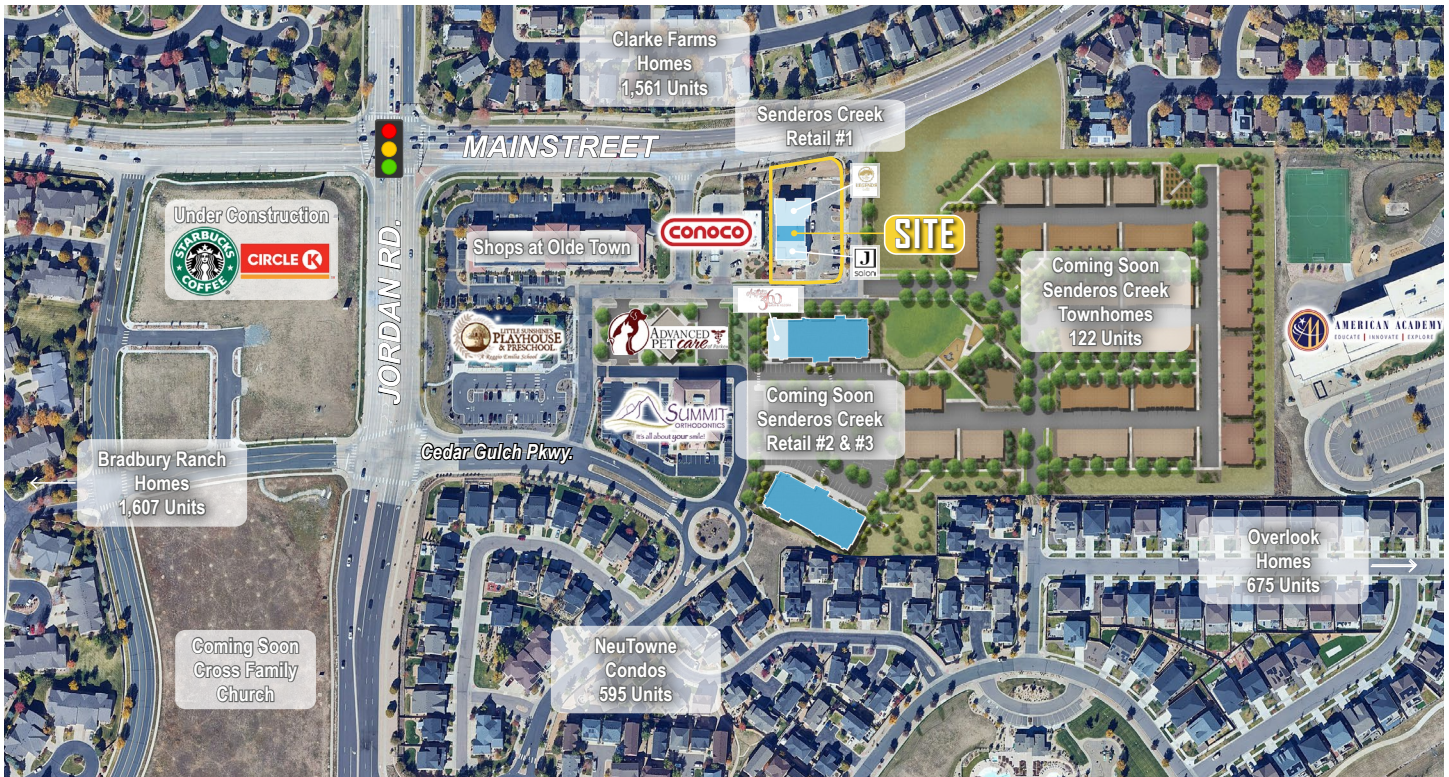 Clarke Farms
Homes
1,561 Units
Senderos Creek
Retail #1
MAINSTREET
Under Construction
STARBUCKS
COFFEE
CIRCLE K
JORDAN RD.
Shops at Olde Town
conoco
SITE
J
salon
360
Coming Soon
Senderos Creek
Townhomes
122 Units
LITTLE SUNSHINE'S
PLAYHOUSE
& PRESCHOOL
A Reggio Emilia School
ADVANCED
PET care
AMERICAN ACADEMY
EDUCATE | INNOVATE | EXPLORE
SUMMIT
ORTHODONTICS
It's all about your smile!
Coming Soon
Senderos Creek
Retail #2 & #3
Cedar Gulch Pkwy.
Bradbury Ranch
Homes
1,607 Units
Overlook
Homes
675 Units
Coming Soon
Cross Family
Church
NeuTowne
Condos
595 Units